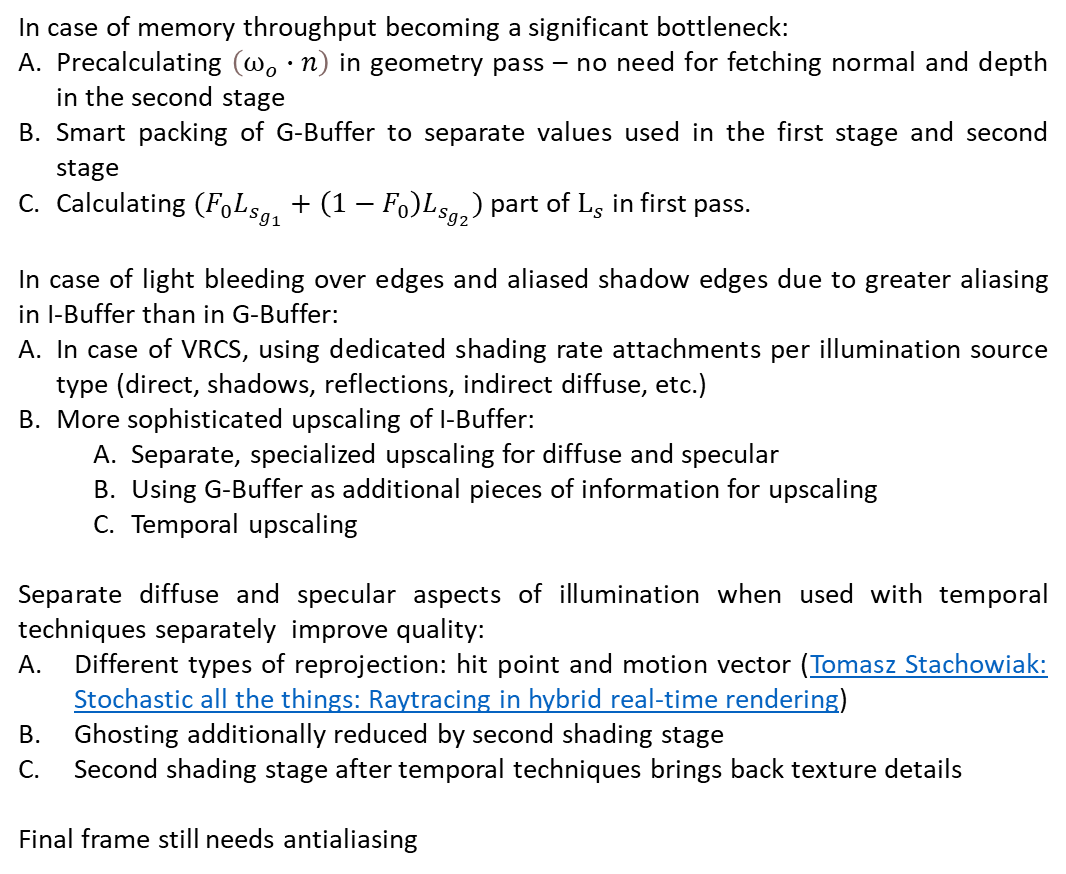 In case of memory throughput becoming a significant bottleneck:
A. Precalculating (ωₒ · n) in geometry pass – no need for fetching normal and depth
in the second stage
B. Smart packing of G-Buffer to separate values used in the first stage and second
stage
C. Calculating (F₀L_{s_{g_1}} + (1 − F₀)L_{s_{g_2}}) part of Lₛ in first pass.
In case of light bleeding over edges and aliased shadow edges due to greater aliasing
in I-Buffer than in G-Buffer:
A. In case of VRCS, using dedicated shading rate attachments per illumination source
type (direct, shadows, reflections, indirect diffuse, etc.)
B. More sophisticated upscaling of I-Buffer:
A. Separate, specialized upscaling for diffuse and specular
B. Using G-Buffer as additional pieces of information for upscaling
C. Temporal upscaling
Separate diffuse and specular aspects of illumination when used with temporal
techniques separately improve quality:
A. Different types of reprojection: hit point and motion vector (Tomasz Stachowiak:
Stochastic all the things: Raytracing in hybrid real-time rendering)
B. Ghosting additionally reduced by second shading stage
C. Second shading stage after temporal techniques brings back texture details
Final frame still needs antialiasing